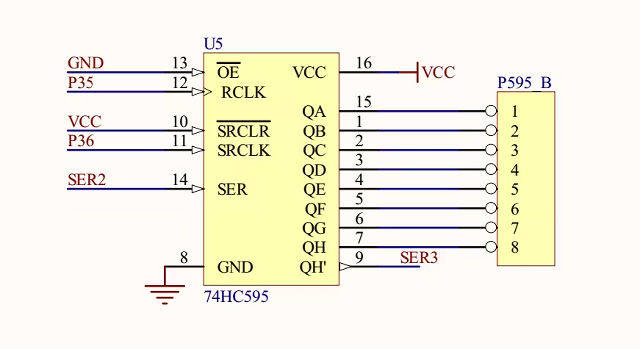 U5
GND 13 OE VCC 16 VCC
P35 12 RCLK
P595_B
QA 15 1
VCC 10 SRCLR QB 1 2
P36 11 SRCLK QC 2 3
QD 3 4
SER2 14 SER QE 4 5
QF 5 6
QG 6 7
QH 7 8
8 GND QH' 9 SER3
74HC595